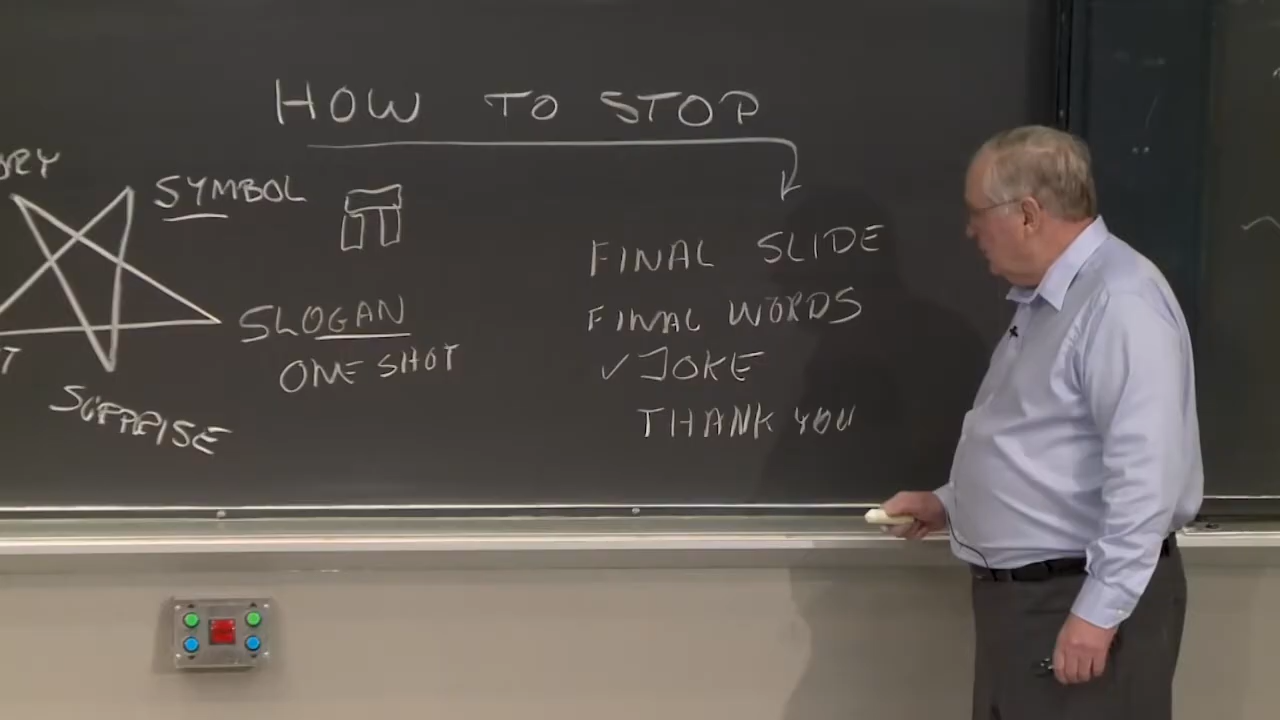 HOW TO STOP
SYMBOL
SLOGAN
ONE SHOT
SURPRISE
FINAL SLIDE
FINAL WORDS
✓ JOKE
THANK YOU